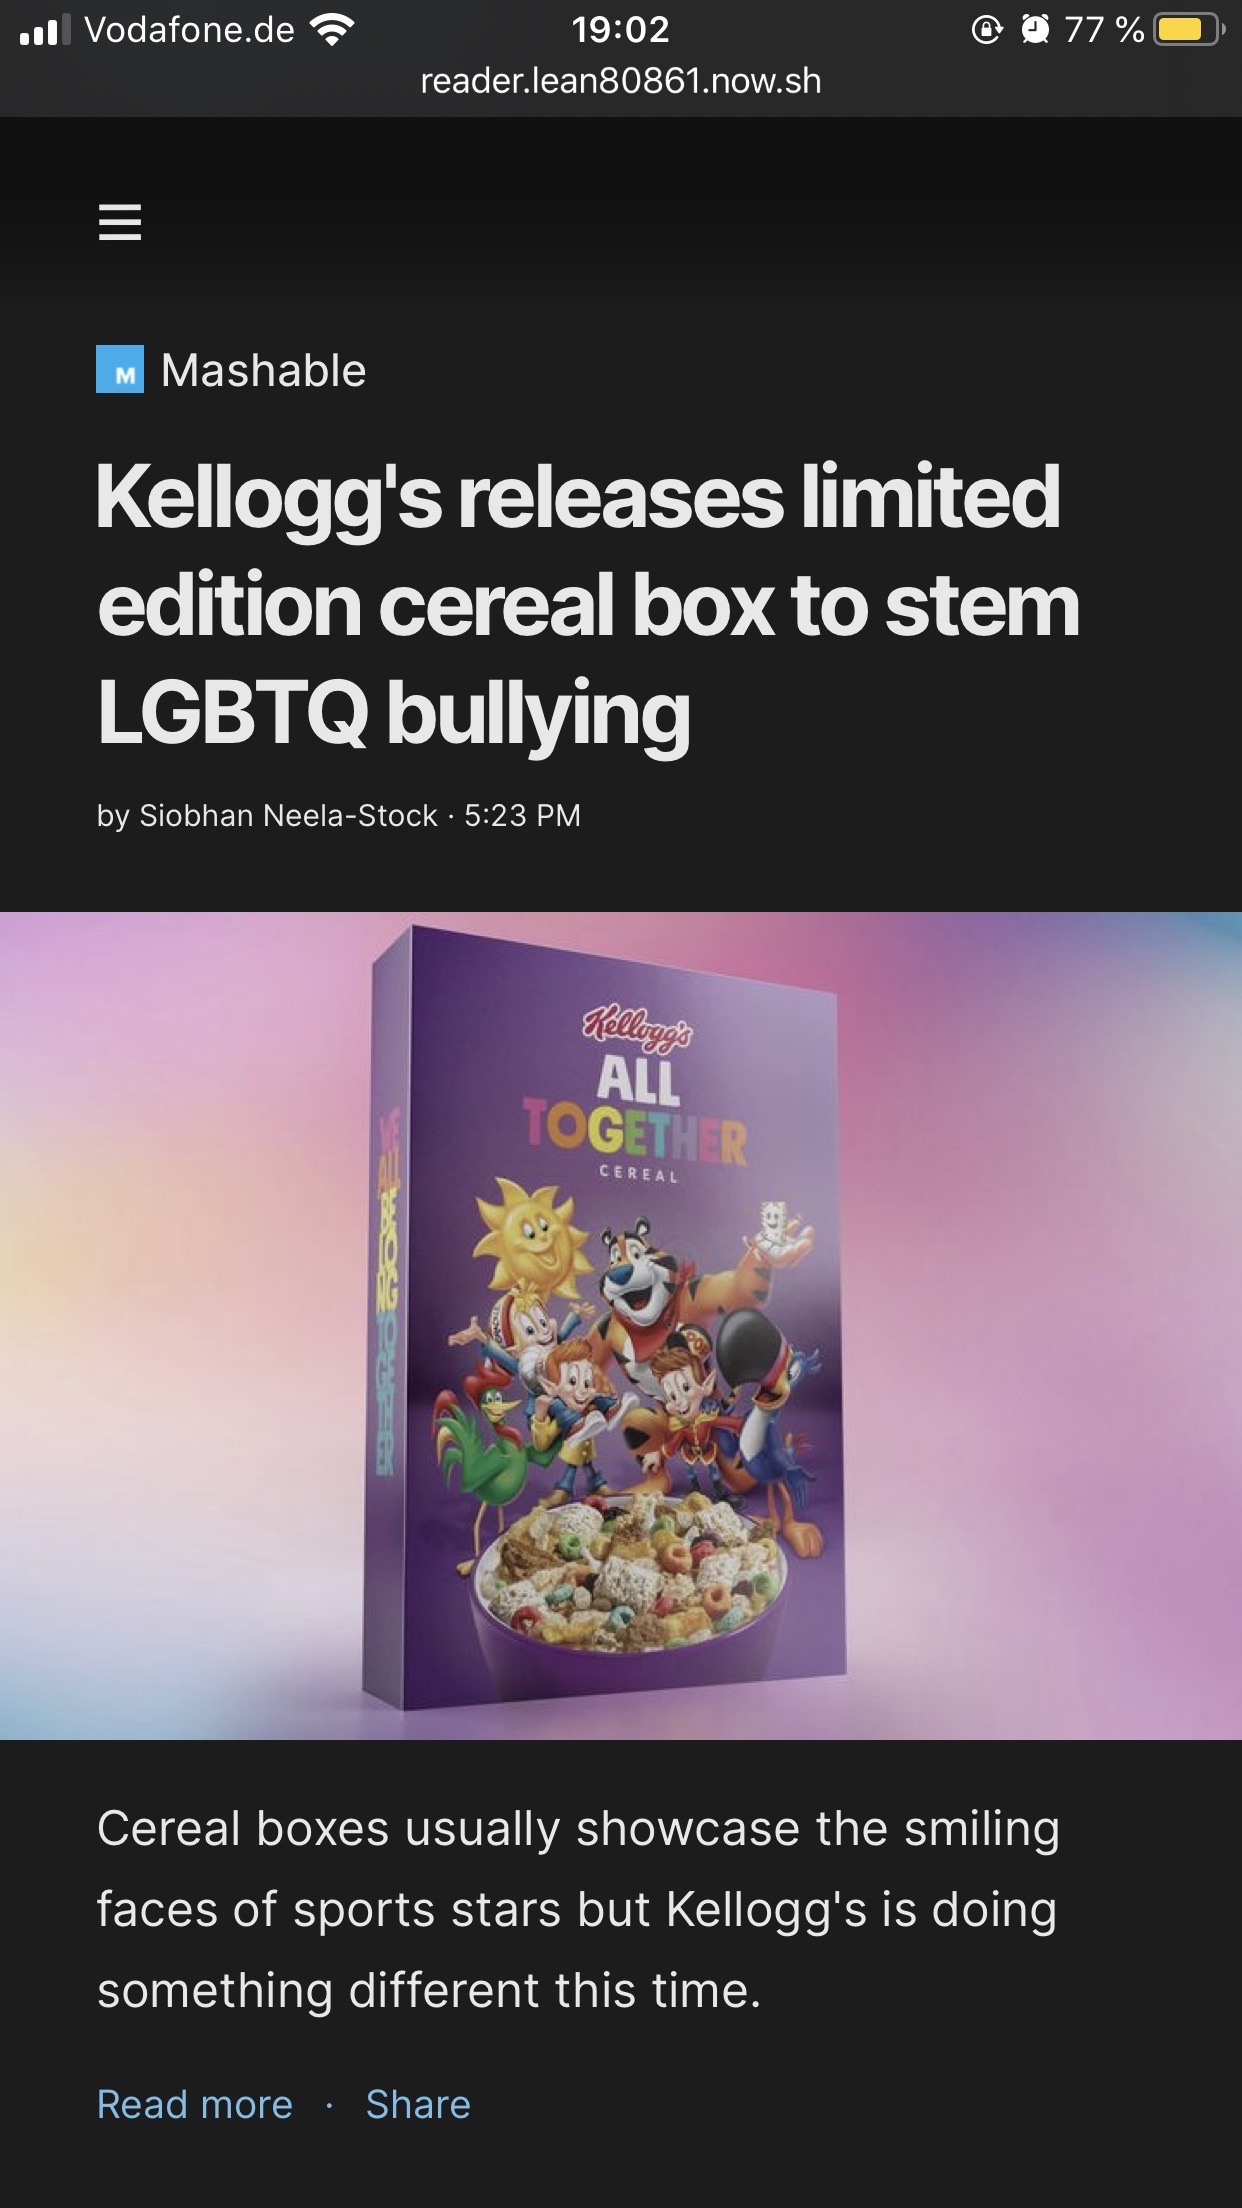 Vodafone.de 19:02 77 %
reader.lean80861.now.sh
M Mashable
Kellogg's releases limited
edition cereal box to stem
LGBTQ bullying
by Siobhan Neela-Stock · 5:23 PM
Kellogg's
ALL
TOGETHER
CEREAL
WE ALL BELONG TOGETHER
Cereal boxes usually showcase the smiling
faces of sports stars but Kellogg's is doing
something different this time.
Read more · Share